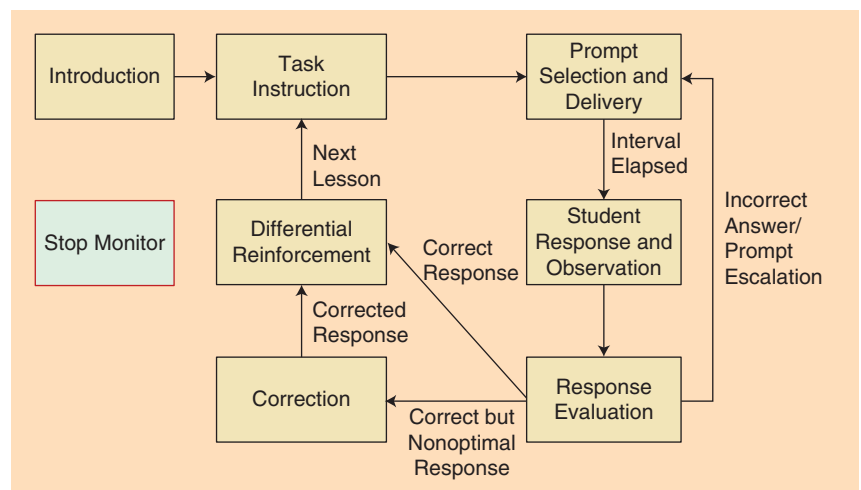 Introduction
Task
Instruction
Prompt
Selection and
Delivery
Interval
Elapsed
Next
Lesson
Stop Monitor
Differential
Reinforcement
Correct
Response
Student
Response and
Observation
Incorrect
Answer/
Prompt
Escalation
Corrected
Response
Correction
Correct but
Nonoptimal
Response
Response
Evaluation